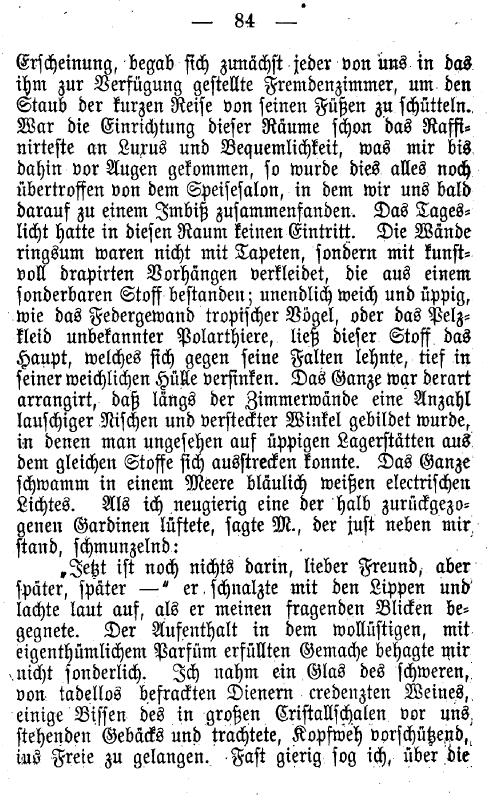 — 84 —
Erscheinung, begab sich zunächst jeder von uns in das
ihm zur Verfügung gestellte Fremdenzimmer, um den
Staub der kurzen Reise von seinen Füßen zu schütteln.
War die Einrichtung dieser Räume schon das Raffi-
nirteste an Luxus und Bequemlichkeit, was mir bis
dahin vor Augen gekommen, so wurde dies alles noch
übertroffen von dem Speisesalon, in dem wir uns bald
darauf zu einem Imbiß zusammenfanden. Das Tages-
licht hatte in diesen Raum keinen Eintritt. Die Wände
ringsum waren nicht mit Tapeten, sondern mit kunst-
voll drapirten Vorhängen verkleidet, die aus einem
sonderbaren Stoff bestanden; unendlich weich und üppig,
wie das Federgewand tropischer Vögel, oder das Pelz-
kleid unbekannter Polarthiere, ließ dieser Stoff das
Haupt, welches sich gegen seine Falten lehnte, tief in
seiner weichlichen Hülle versinken. Das Ganze war derart
arrangirt, daß längs der Zimmerwände eine Anzahl
lauschiger Nischen und versteckter Winkel gebildet wurde,
in denen man ungesehen auf üppigen Lagerstätten aus
dem gleichen Stoffe sich ausstrecken konnte. Das Ganze
schwamm in einem Meere bläulich weißen electrischen
Lichtes. Als ich neugierig eine der halb zurückgezo-
genen Gardinen lüftete, sagte M., der just neben mir
stand, schmunzelnd:
„Jetzt ist noch nichts darin, lieber Freund, aber
später, später —“ er schnalzte mit den Lippen und
lachte laut auf, als er meinen fragenden Blicken be-
gegnete. Der Aufenthalt in dem wollüstigen, mit
eigenthümlichem Parfüm erfüllten Gemache behagte mir
nicht sonderlich. Ich nahm ein Glas des schweren,
von tadellos befrackten Dienern credenzten Weines,
einige Bissen des in großen Cristallschalen vor uns
stehenden Gebäcks und trachtete, Kopfweh vorschützend,
ins Freie zu gelangen. Fast gierig sog ich, über die